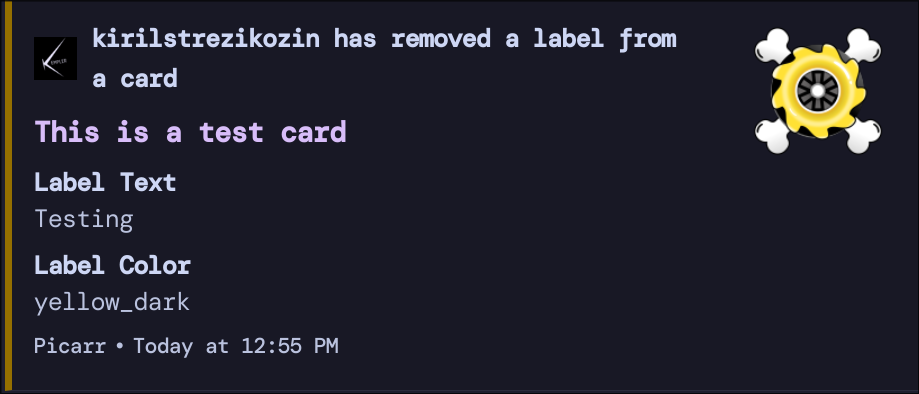 kirilstrezikozin has removed a label from
a card
This is a test card
Label Text
Testing
Label Color
yellow_dark
Picarr • Today at 12:55 PM